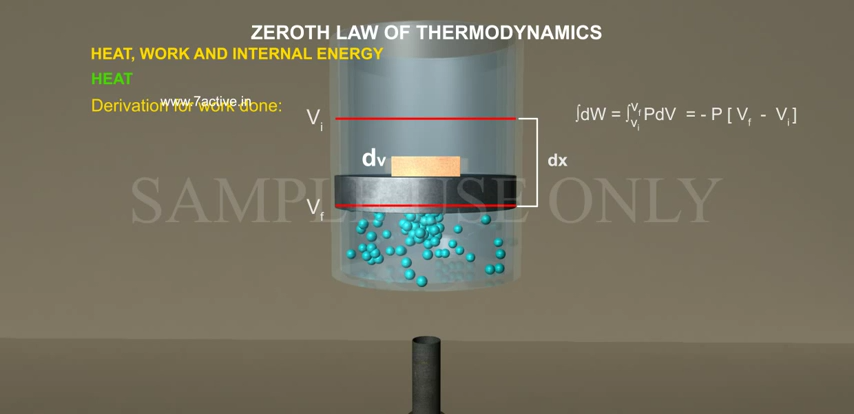 ZEROTH LAW OF THERMODYNAMICS
HEAT, WORK AND INTERNAL ENERGY
HEAT
www.7active.in
Derivation for work done:
Vi
∫dW = ∫ViVf PdV = - P [ Vf - Vi ]
dv
dx
SAMPLE USE ONLY
Vf